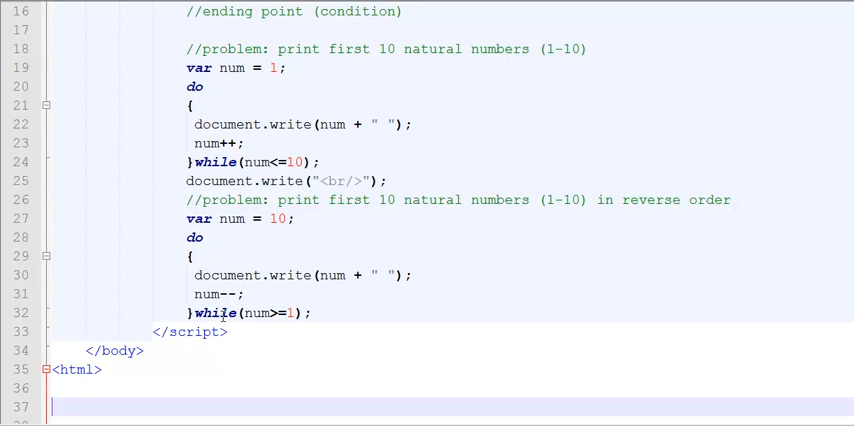 16 //ending point (condition)
17
18 //problem: print first 10 natural numbers (1-10)
19 var num = 1;
20 do
21 {
22 document.write(num + " ");
23 num++;
24 }while(num<=10);
25 document.write("<br/>");
26 //problem: print first 10 natural numbers (1-10) in reverse order
27 var num = 10;
28 do
29 {
30 document.write(num + " ");
31 num--;
32 }while(num>=1);
33 </script>
34 </body>
35 <html>
36
37